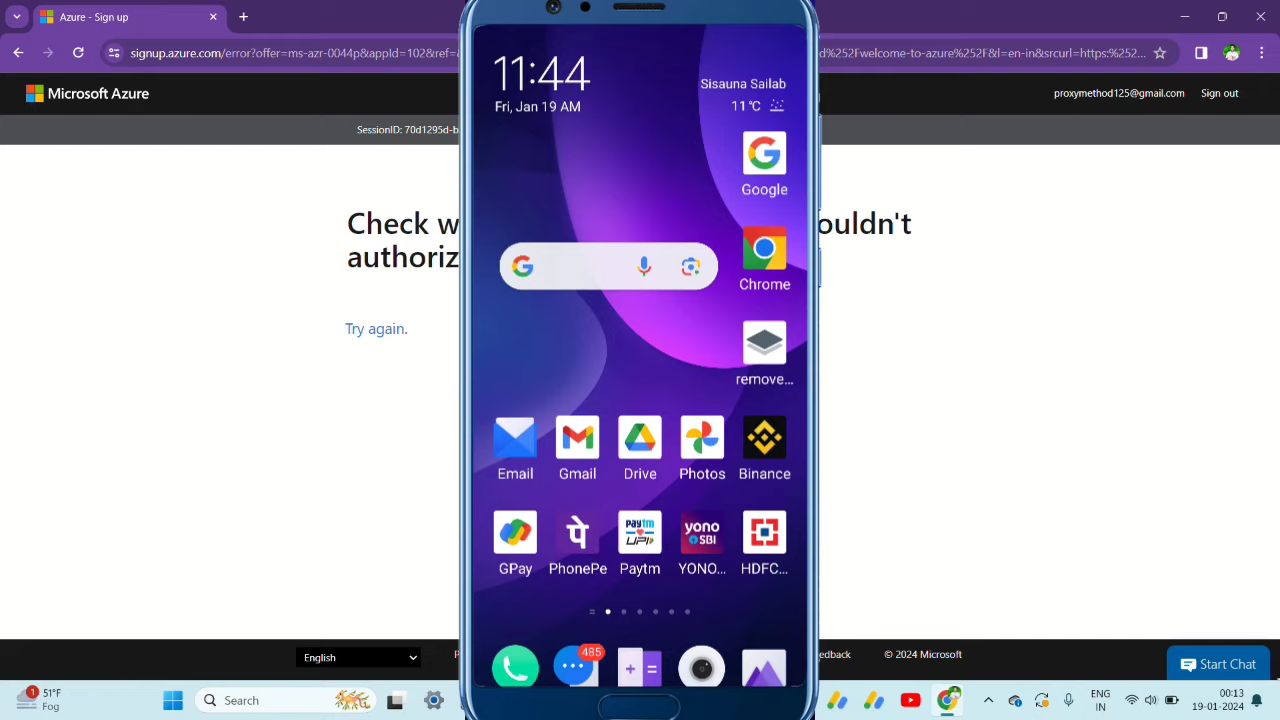 Azure - Sign up
signup.azure.com/error?offer=ms-azr-0044p&appId=102&ref=
d%252Fwelcome-to-azure%252F&l=en-in&srcurl=https:%252...
Microsoft Azure
proxymethod125@gmail.com
Sign out
SessionID: 70d1295d-b
Check w
ouldn't
authoriz
Try again.
11:44
Fri, Jan 19 AM
Sisauna Sailab
11°C
Google
Chrome
remove...
Email
Gmail
Drive
Photos
Binance
पे
paytm
UPI
yono
SBI
GPay
PhonePe
Paytm
YONO...
HDFC...
485
English
edback
© 2024 Microsoft
Start Chat
1
51°F
Fog
Search
ENG
IN
00:13
19-01-2024